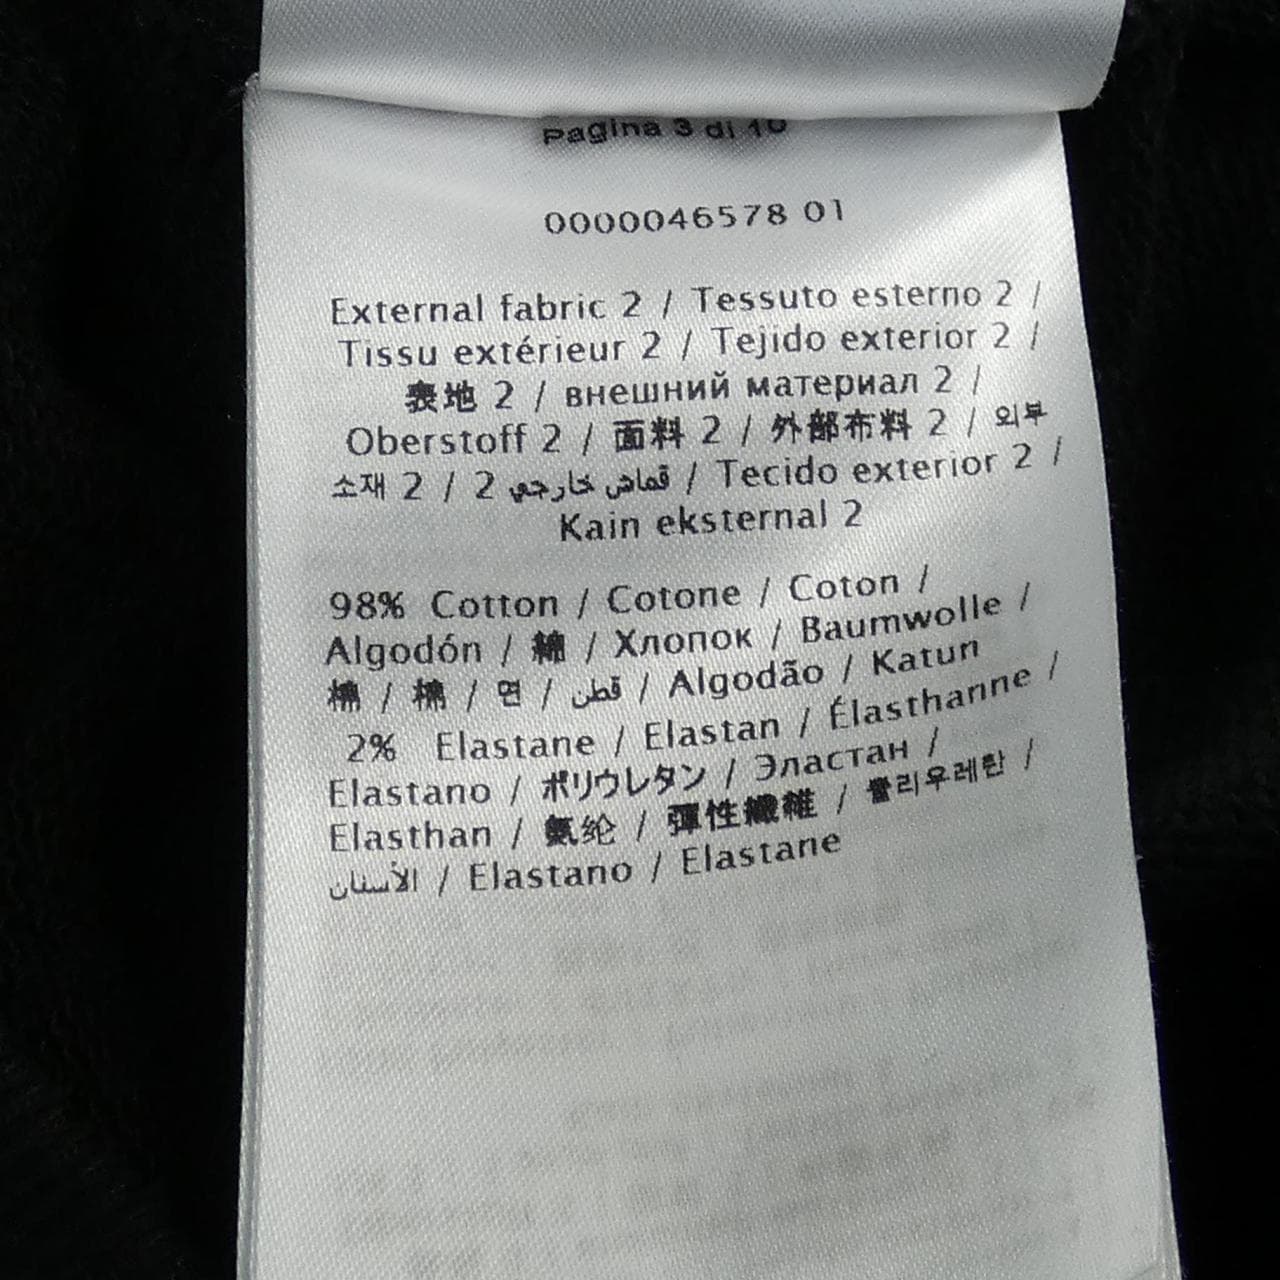 Pagina 3 di 10
0000046578 01
External fabric 2 / Tessuto esterno 2 /
Tissu extérieur 2 / Tejido exterior 2 /
表地 2 / внешний материал 2 /
Oberstoff 2 / 面料 2 / 外部布料 2 / 외부
소재 2 / 2 قماش خارجي / Tecido exterior 2 /
Kain eksternal 2
98% Cotton / Cotone / Coton /
Algodón / 綿 / Хлопок / Baumwolle /
棉 / 棉 / 면 / قطن / Algodão / Katun
2% Elastane / Elastan / Élasthanne /
Elastano / ポリウレタン / Эластан /
Elasthan / 氨纶 / 彈性纖維 / 폴리우레탄 /
الأستان / Elastano / Elastane